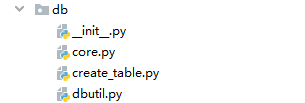 db
__init__.py
core.py
create_table.py
dbutil.py